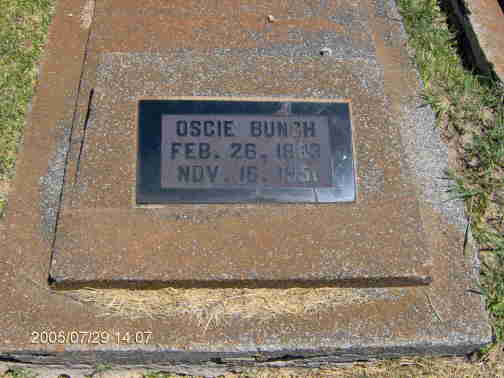 OSCIE BUNCH
FEB. 26,
NOV. 16,
2005/07/29 14:07